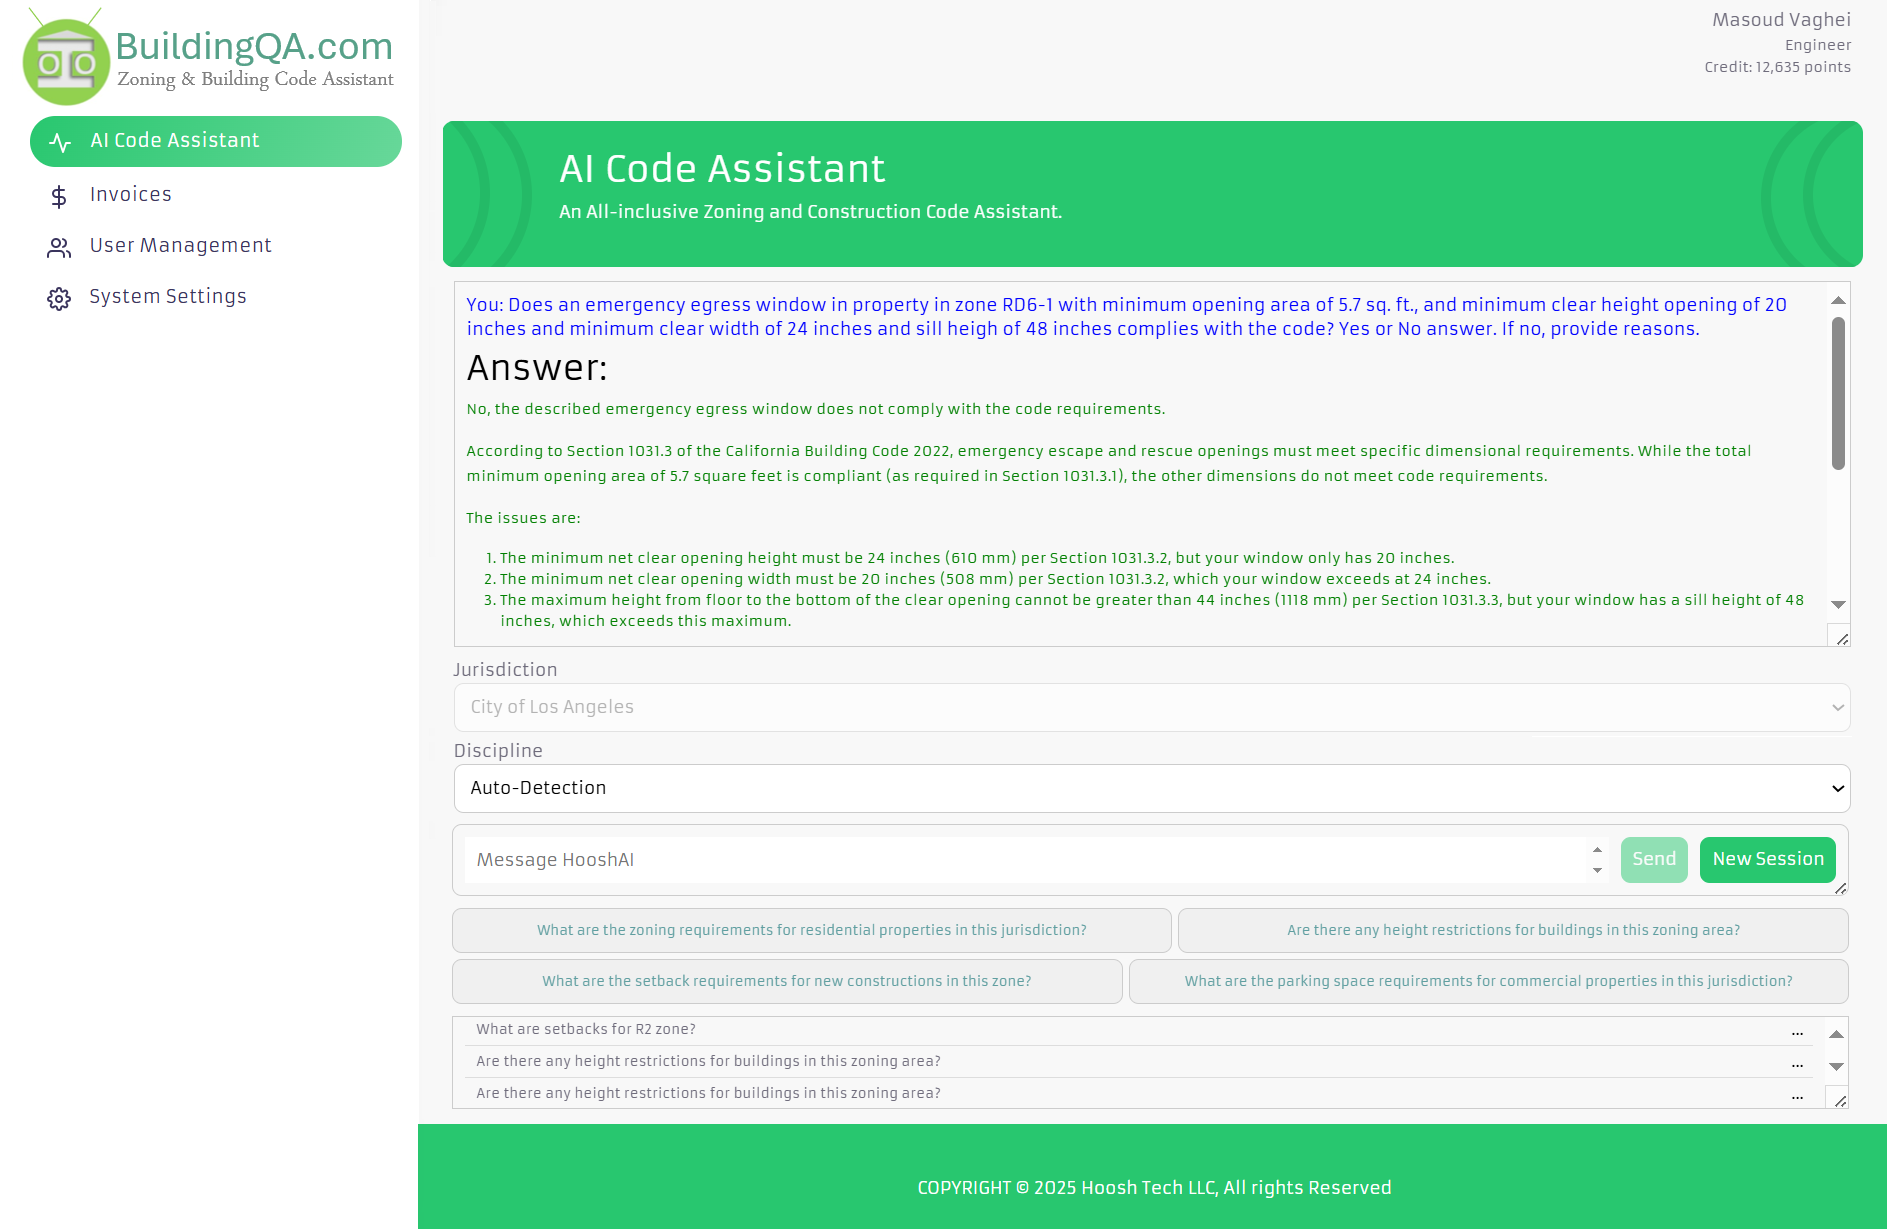 BuildingQA.com
Zoning & Building Code Assistant
AI Code Assistant
Invoices
User Management
System Settings
Masoud Vaghei
Engineer
Credit: 12,635 points
AI Code Assistant
An All-inclusive Zoning and Construction Code Assistant.
You: Does an emergency egress window in property in zone RD6-1 with minimum opening area of 5.7 sq. ft., and minimum clear height opening of 20
inches and minimum clear width of 24 inches and sill heigh of 48 inches complies with the code? Yes or No answer. If no, provide reasons.
Answer:
No, the described emergency egress window does not comply with the code requirements.
According to Section 1031.3 of the California Building Code 2022, emergency escape and rescue openings must meet specific dimensional requirements. While the total
minimum opening area of 5.7 square feet is compliant (as required in Section 1031.3.1), the other dimensions do not meet code requirements.
The issues are:
1. The minimum net clear opening height must be 24 inches (610 mm) per Section 1031.3.2, but your window only has 20 inches.
2. The minimum net clear opening width must be 20 inches (508 mm) per Section 1031.3.2, which your window exceeds at 24 inches.
3. The maximum height from floor to the bottom of the clear opening cannot be greater than 44 inches (1118 mm) per Section 1031.3.3, but your window has a sill height of 48
inches, which exceeds this maximum.
Jurisdiction
City of Los Angeles
Discipline
Auto-Detection
Message HooshAI
Send
New Session
What are the zoning requirements for residential properties in this jurisdiction?
Are there any height restrictions for buildings in this zoning area?
What are the setback requirements for new constructions in this zone?
What are the parking space requirements for commercial properties in this jurisdiction?
What are setbacks for R2 zone? ...
Are there any height restrictions for buildings in this zoning area? ...
Are there any height restrictions for buildings in this zoning area? ...
COPYRIGHT © 2025 Hoosh Tech LLC, All rights Reserved